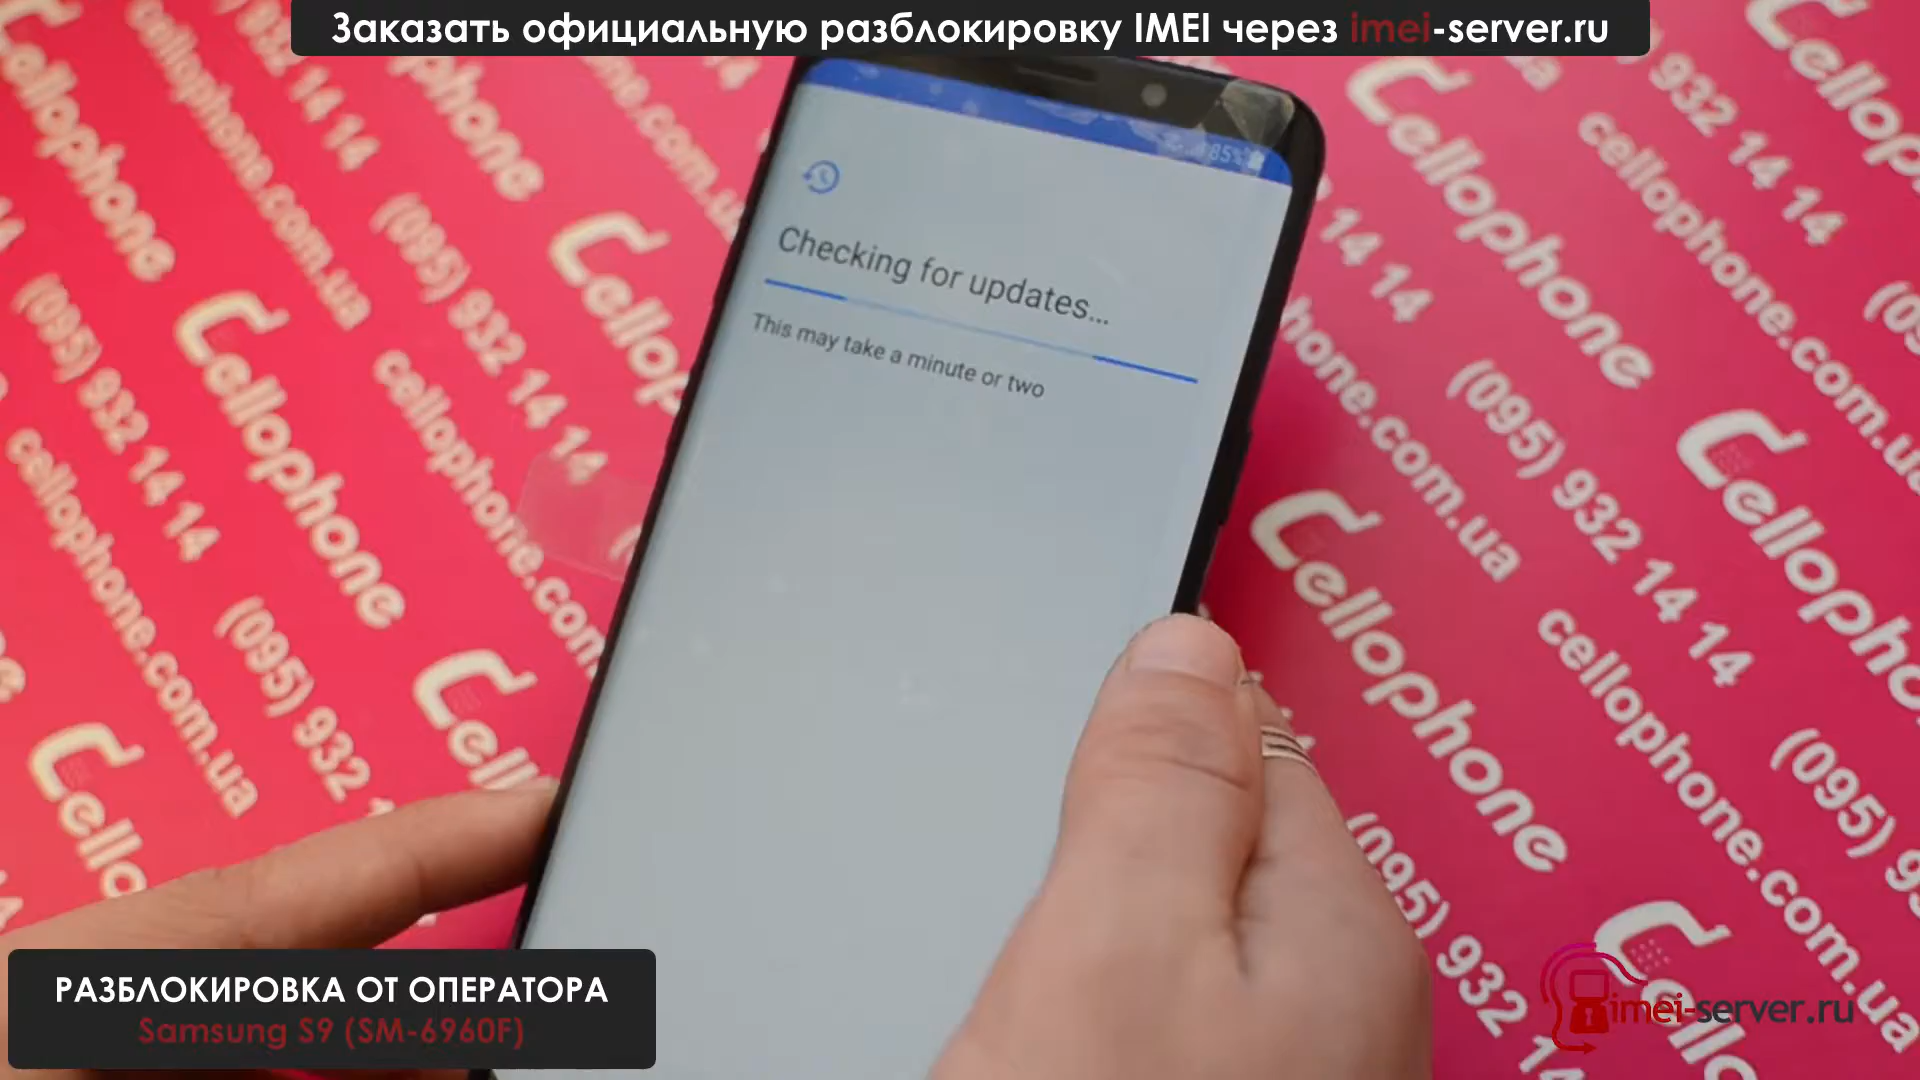 Заказать официальную разблокировку IMEI через imei-server.ru
85%
Checking for updates...
This may take a minute or two
Cellophone
cellophone.com.ua
(095) 932 14 14
РАЗБЛОКИРОВКА ОТ ОПЕРАТОРА
Samsung S9 (SM-6960F)
imei-server.ru